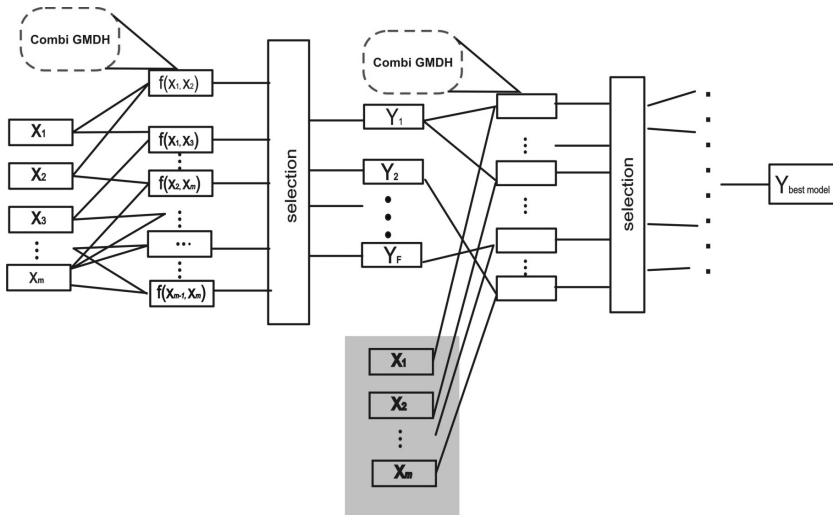 Combi GMDH
X₁
X₂
X₃
Xₘ
f(X₁,X₂)
f(X₁,X₃)
f(X₂,Xₘ)
f(Xₘ₋₁,Xₘ)
selection
Y₁
Y₂
Y_F
Combi GMDH
X₁
X₂
Xₘ
selection
Y best model